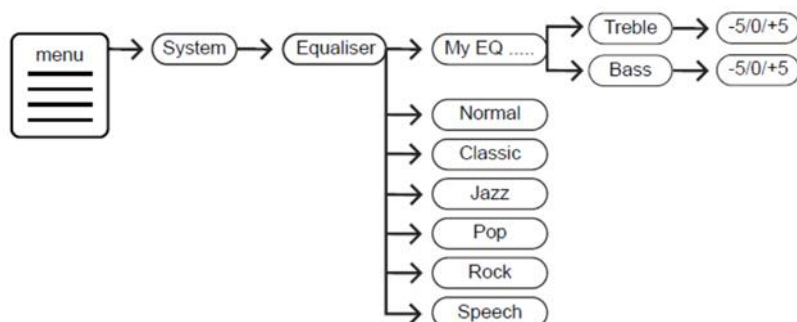 menu
System
Equaliser
My EQ .....
Treble
-5/0/+5
Bass
-5/0/+5
Normal
Classic
Jazz
Pop
Rock
Speech